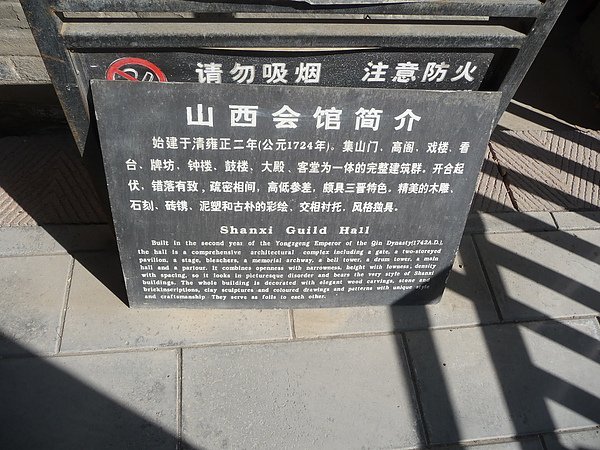 请勿吸烟 注意防火
山西会馆简介
始建于清雍正二年(公元1724年)。集山门、高阁、戏楼、看
台、牌坊、钟楼、鼓楼、大殿、客堂为一体的完整建筑群。开合起
伏、错落有致，疏密相间，高低参差，颇具三晋特色，精美的木雕、
石刻、砖镌、泥塑和古朴的彩绘，交相衬托，风格独具。
Shanxi Guild Hall
Built in the second year of the Yongzgeng Emperor of the Qin Dynasty(1742A.D.),
the hall is a comprehensive architectural complex including a gate, a two-storeyed
pavilion, a stage, bleachers, a memorial archway, a bell tower, a drum tower, a main
hall and a parlour. It combines openness with narrowness, height with lowness, density
with spacing, so it looks in picturesque disorder and bears the very style of Shanxi
buildings. The whole building is decorated with elegant wood carvings, stone and
brickinscriptions, clay sculptures and coloured drawings and patterns with unique style
and craftsmanship They serve as foils to each other.